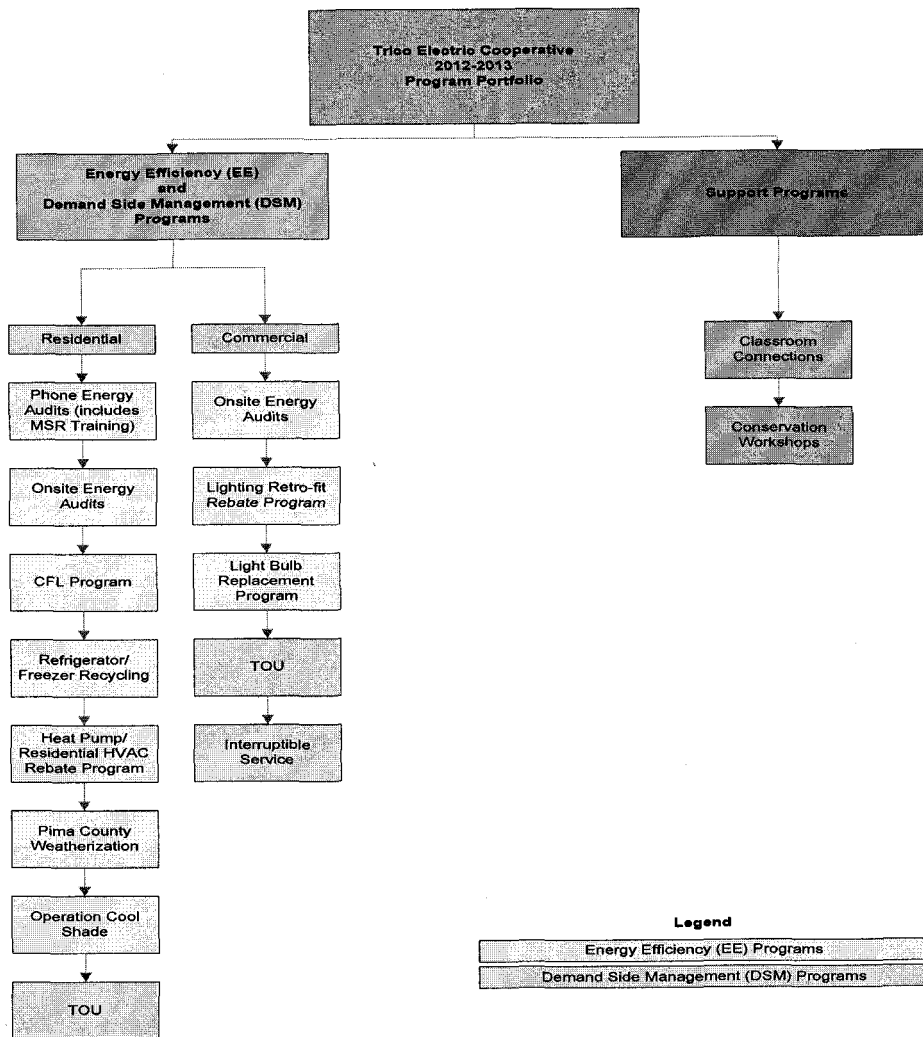 Trico Electric Cooperative
2012-2013
Program Portfolio
Energy Efficiency (EE)
and
Demand Side Management (DSM)
Programs
Support Programs
Residential
Phone Energy
Audits (includes
MSR Training)
Onsite Energy
Audits
CFL Program
Refrigerator/
Freezer Recycling
Heat Pump/
Residential HVAC
Rebate Program
Pima County
Weatherization
Operation Cool
Shade
TOU
Commercial
Onsite Energy
Audits
Lighting Retro-fit
Rebate Program
Light Bulb
Replacement
Program
TOU
Interruptible
Service
Classroom
Connections
Conservation
Workshops
Legend
Energy Efficiency (EE) Programs
Demand Side Management (DSM) Programs